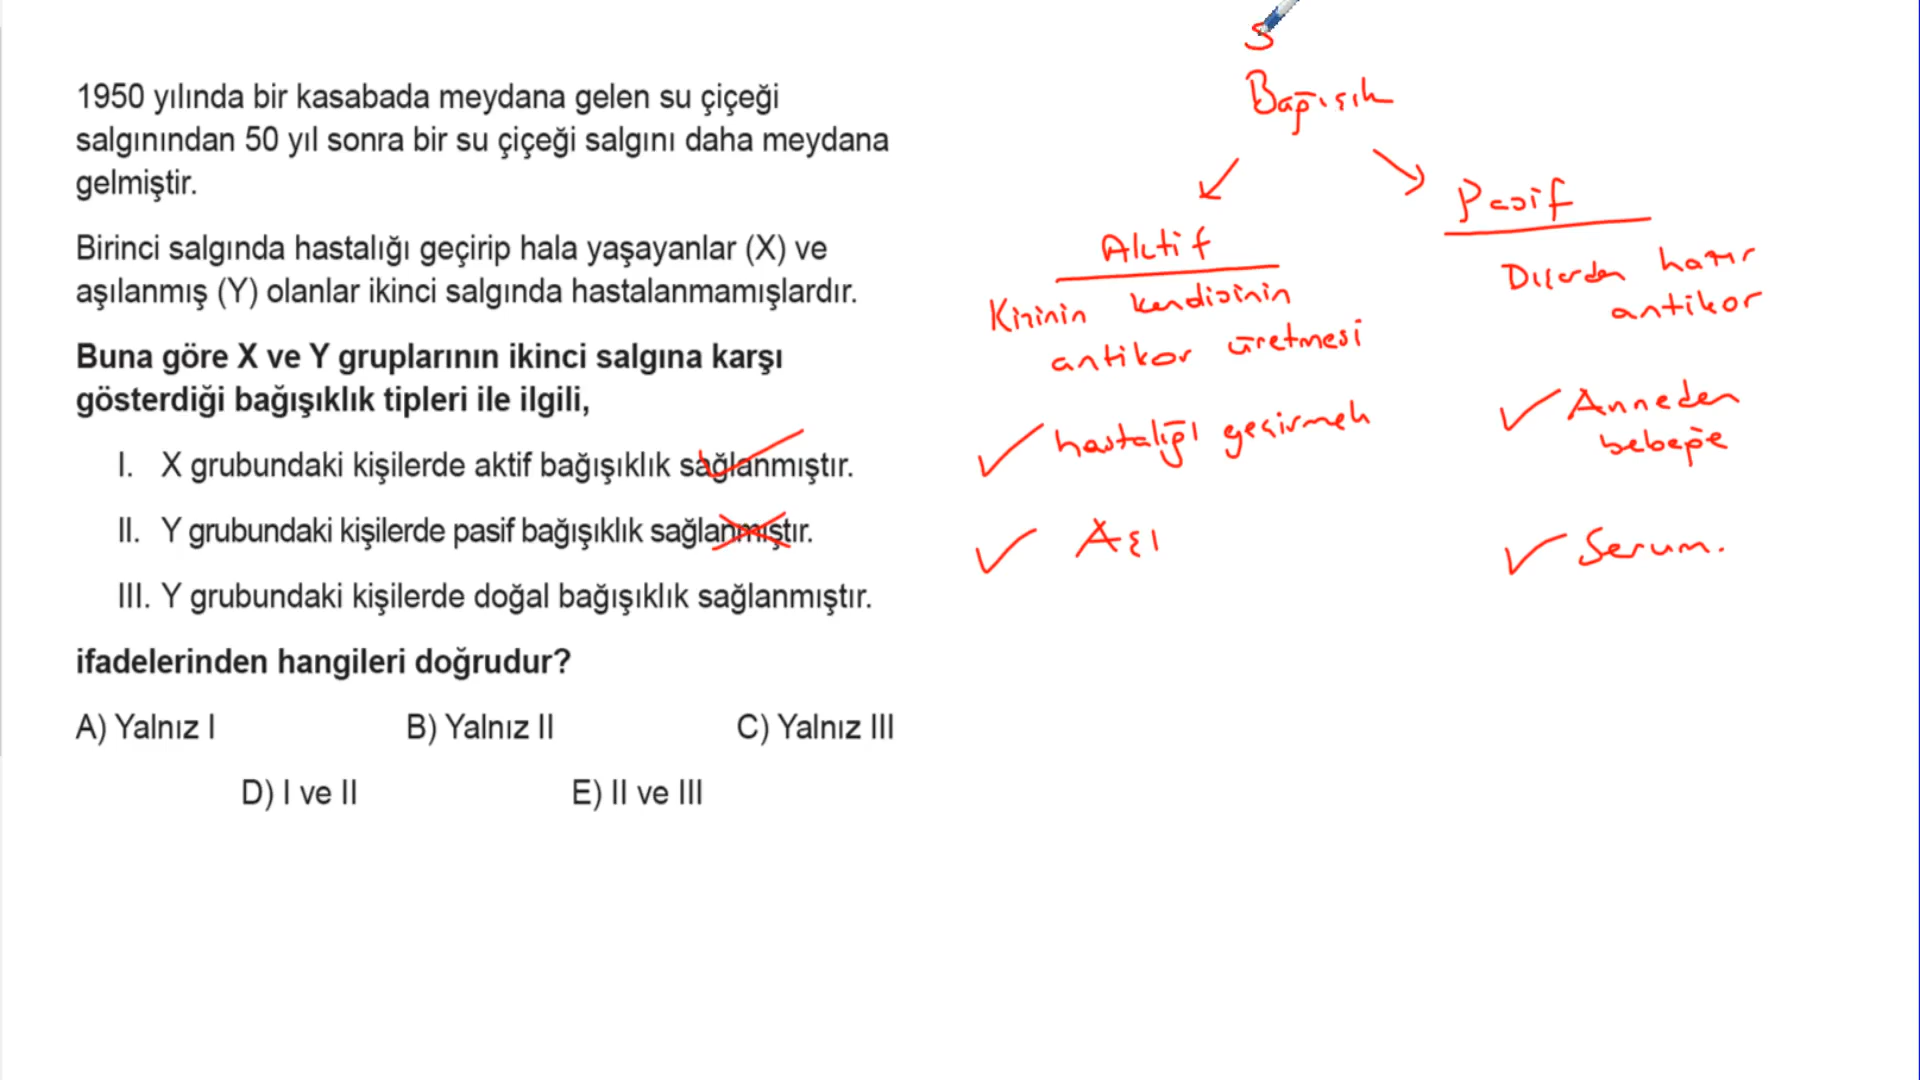 1950 yılında bir kasabada meydana gelen su çiçeği
salgınından 50 yıl sonra bir su çiçeği salgını daha meydana
gelmiştir.
Birinci salgında hastalığı geçirip hala yaşayanlar (X) ve
aşılanmış (Y) olanlar ikinci salgında hastalanmamışlardır.
Buna göre X ve Y gruplarının ikinci salgına karşı
gösterdiği bağışıklık tipleri ile ilgili,
I. X grubundaki kişilerde aktif bağışıklık sağlanmıştır.
II. Y grubundaki kişilerde pasif bağışıklık sağlanmıştır.
III. Y grubundaki kişilerde doğal bağışıklık sağlanmıştır.
ifadelerinden hangileri doğrudur?
A) Yalnız I B) Yalnız II C) Yalnız III
D) I ve II E) II ve III
S
Bağışık
Aktif
Kişinin kendisinin
antikor üretmesi
hastalığı geçirmek
Aşı
Pasif
Dışarden hazır
antikor
Anneden
bebeğe
Serum.